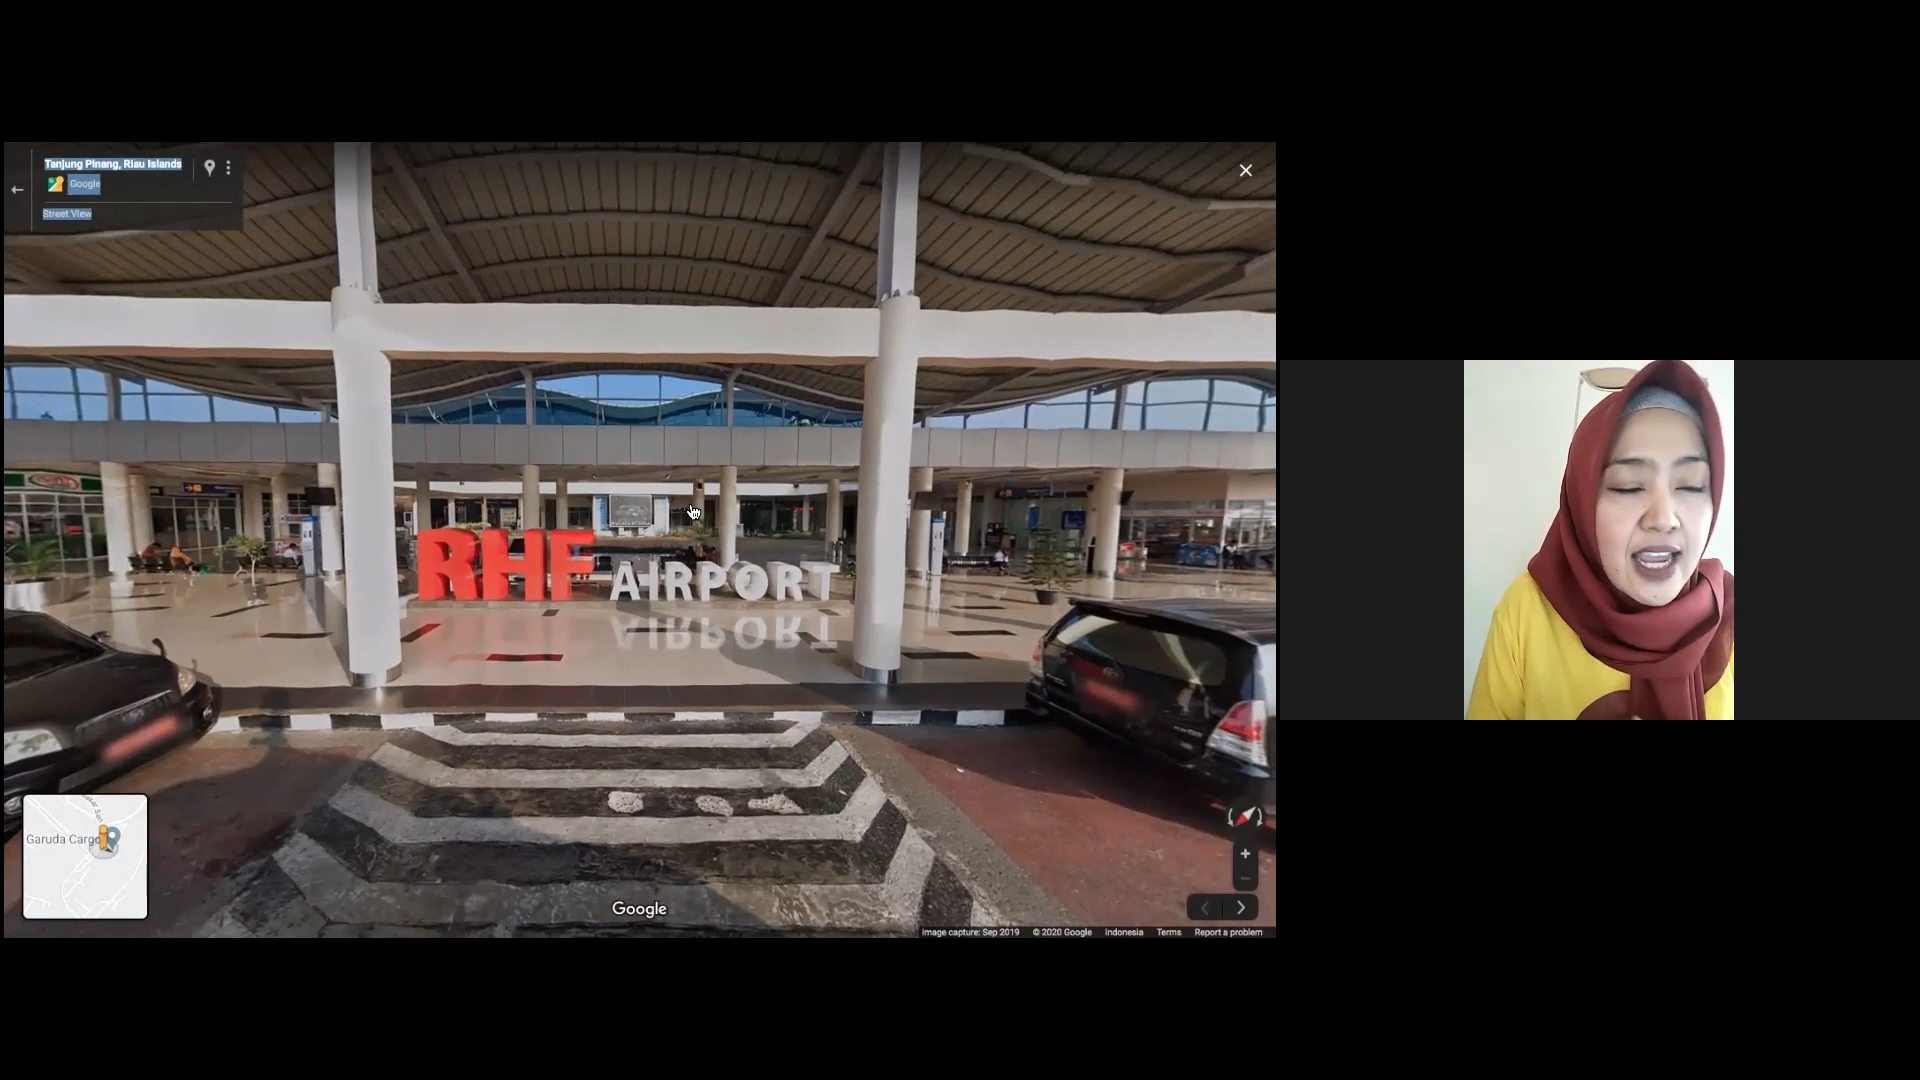 Tanjung Pinang, Riau Islands
Google
Street View
RHF AIRPORT
Garuda Cargo
Google
Image capture: Sep 2019 © 2020 Google Indonesia Terms Report a problem